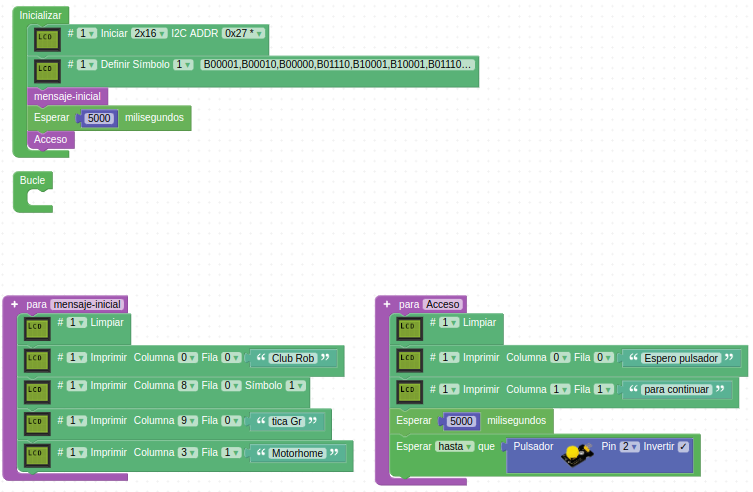 Inicializar
LCD # 1 Iniciar 2x16 I2C ADDR 0x27 *
LCD # 1 Definir Símbolo 1 B00001,B00010,B00000,B01110,B10001,B10001,B01110...
mensaje-inicial
Esperar 5000 milisegundos
Acceso
Bucle
+ para mensaje-inicial
LCD # 1 Limpiar
LCD # 1 Imprimir Columna 0 Fila 0 “ Club Rob ”
LCD # 1 Imprimir Columna 8 Fila 0 Símbolo 1
LCD # 1 Imprimir Columna 9 Fila 0 “ tica Gr ”
LCD # 1 Imprimir Columna 3 Fila 1 “ Motorhome ”
+ para Acceso
LCD # 1 Limpiar
LCD # 1 Imprimir Columna 0 Fila 0 “ Espero pulsador ”
LCD # 1 Imprimir Columna 1 Fila 1 “ para continuar ”
Esperar 5000 milisegundos
Esperar hasta que Pulsador Pin 2 Invertir ✓